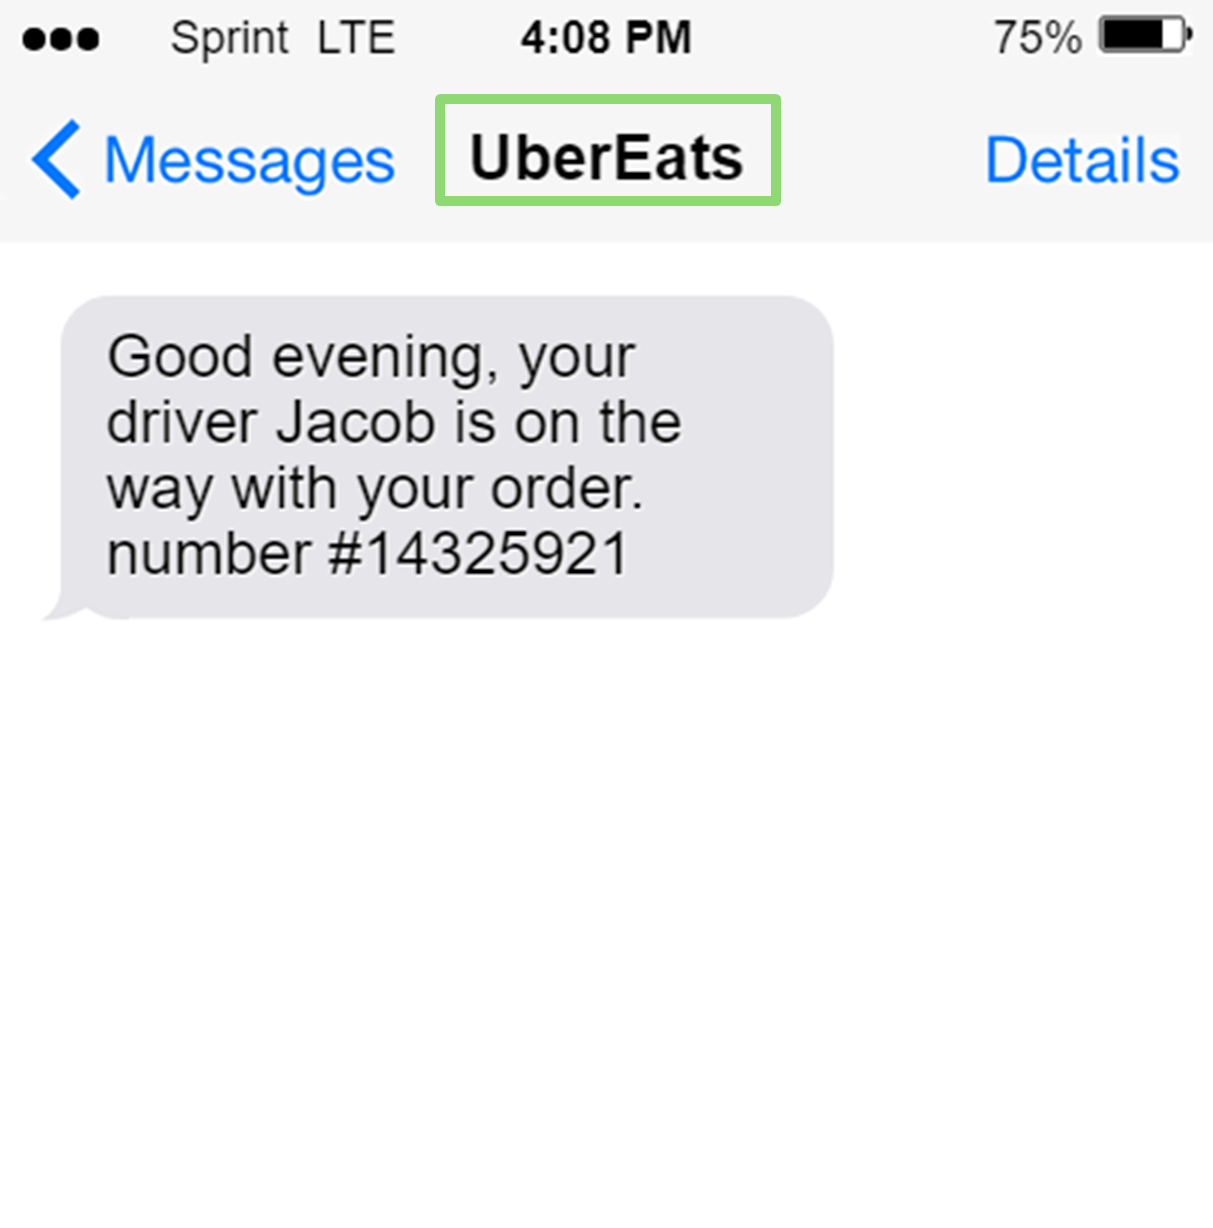 Sprint LTE 4:08 PM 75%
Messages UberEats Details
Good evening, your
driver Jacob is on the
way with your order.
number #14325921